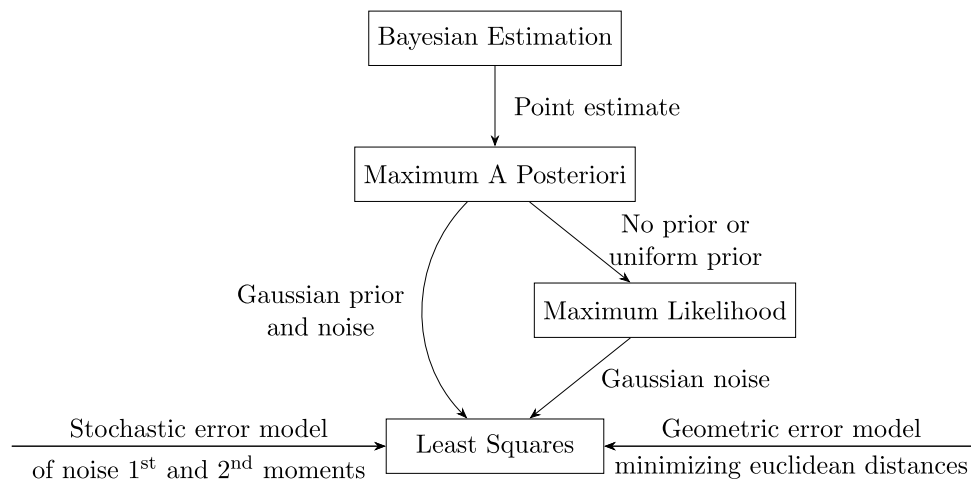 Bayesian Estimation
Point estimate
Maximum A Posteriori
No prior or
uniform prior
Gaussian prior
and noise
Maximum Likelihood
Gaussian noise
Stochastic error model
of noise 1st and 2nd moments
Least Squares
Geometric error model
minimizing euclidean distances